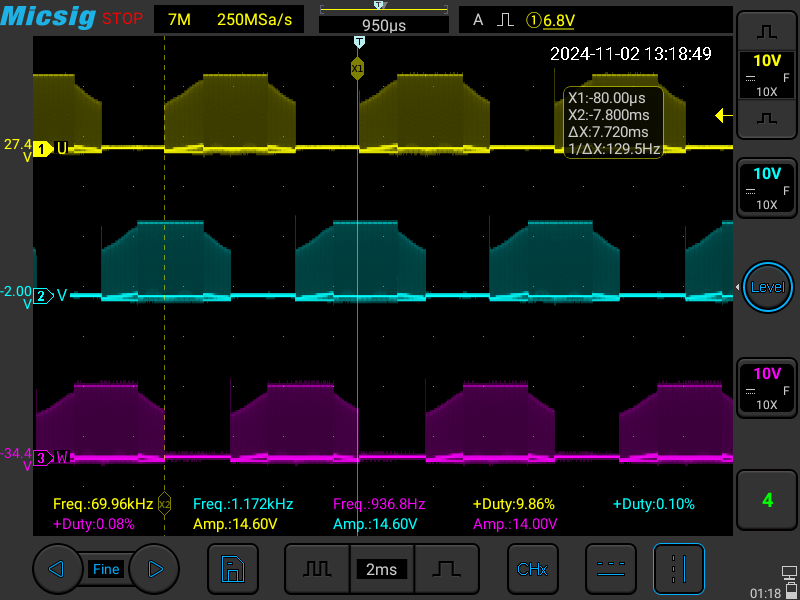 Micsig STOP 7M 250MSa/s T 950µs A 1 6.8V
T
2024-11-02 13:18:49
X1
10V
F
10X
X1:-80.00µs
X2:-7.800ms
ΔX:7.720ms
1/ΔX:129.5Hz
27.4
V
1 U
10V
F
10X
-2.00
V
2 V
Level
10V
F
10X
-34.4
V
3 W
Freq.:69.96kHz X2 Freq.:1.172kHz Freq.:936.8Hz +Duty:9.86% +Duty:0.10%
+Duty:0.08% Amp.:14.60V Amp.:14.60V Amp.:14.00V
4
Fine 2ms CHx
01:18